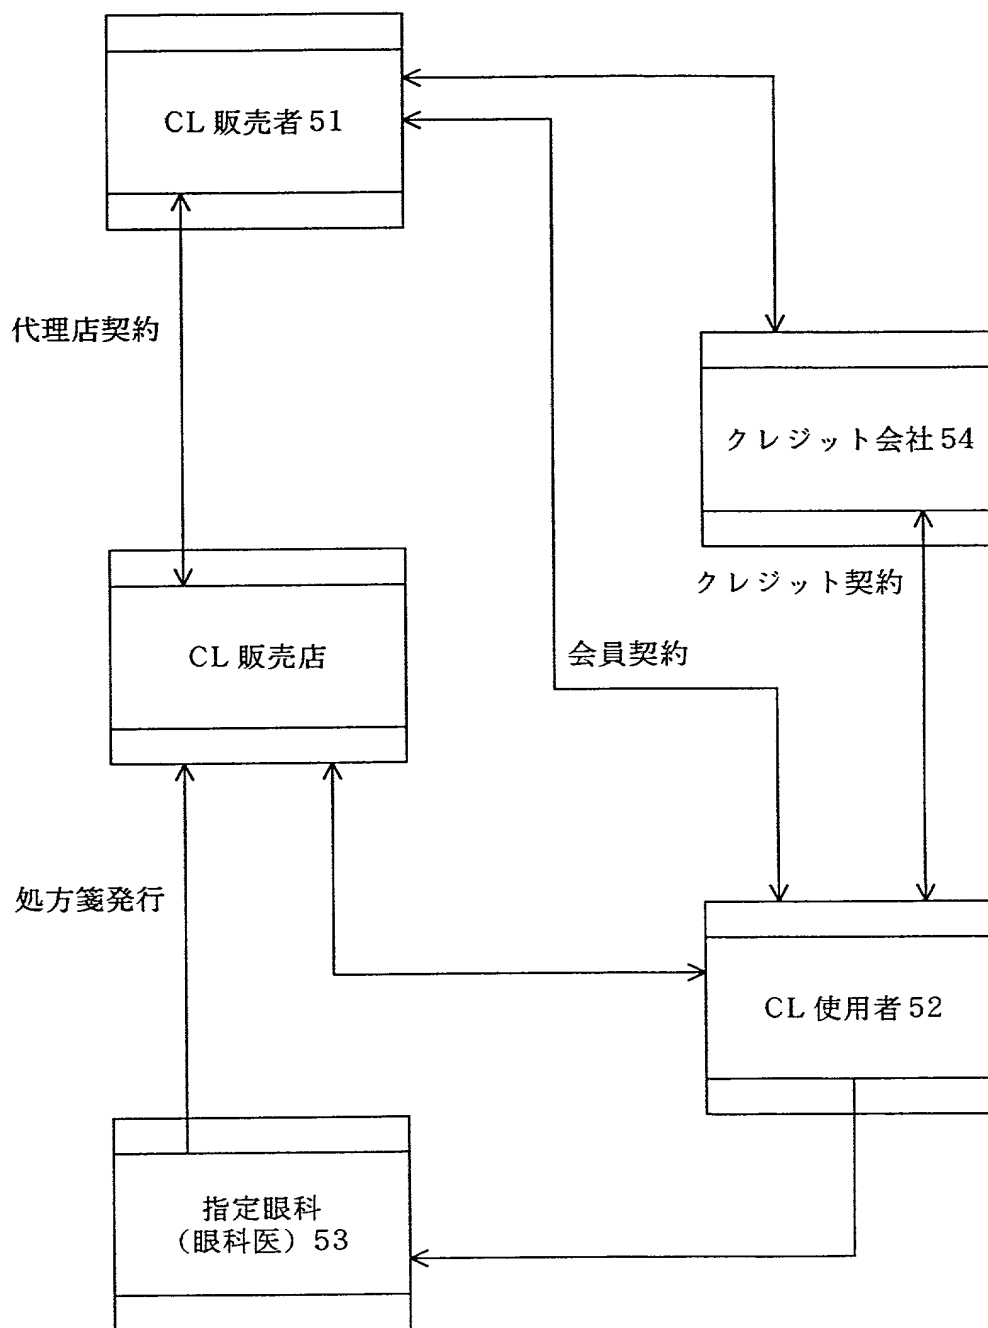 CL 販売者 51
代理店契約
クレジット会社 54
クレジット契約
会員契約
CL 販売店
処方箋発行
CL 使用者 52
指定眼科
（眼科医）53